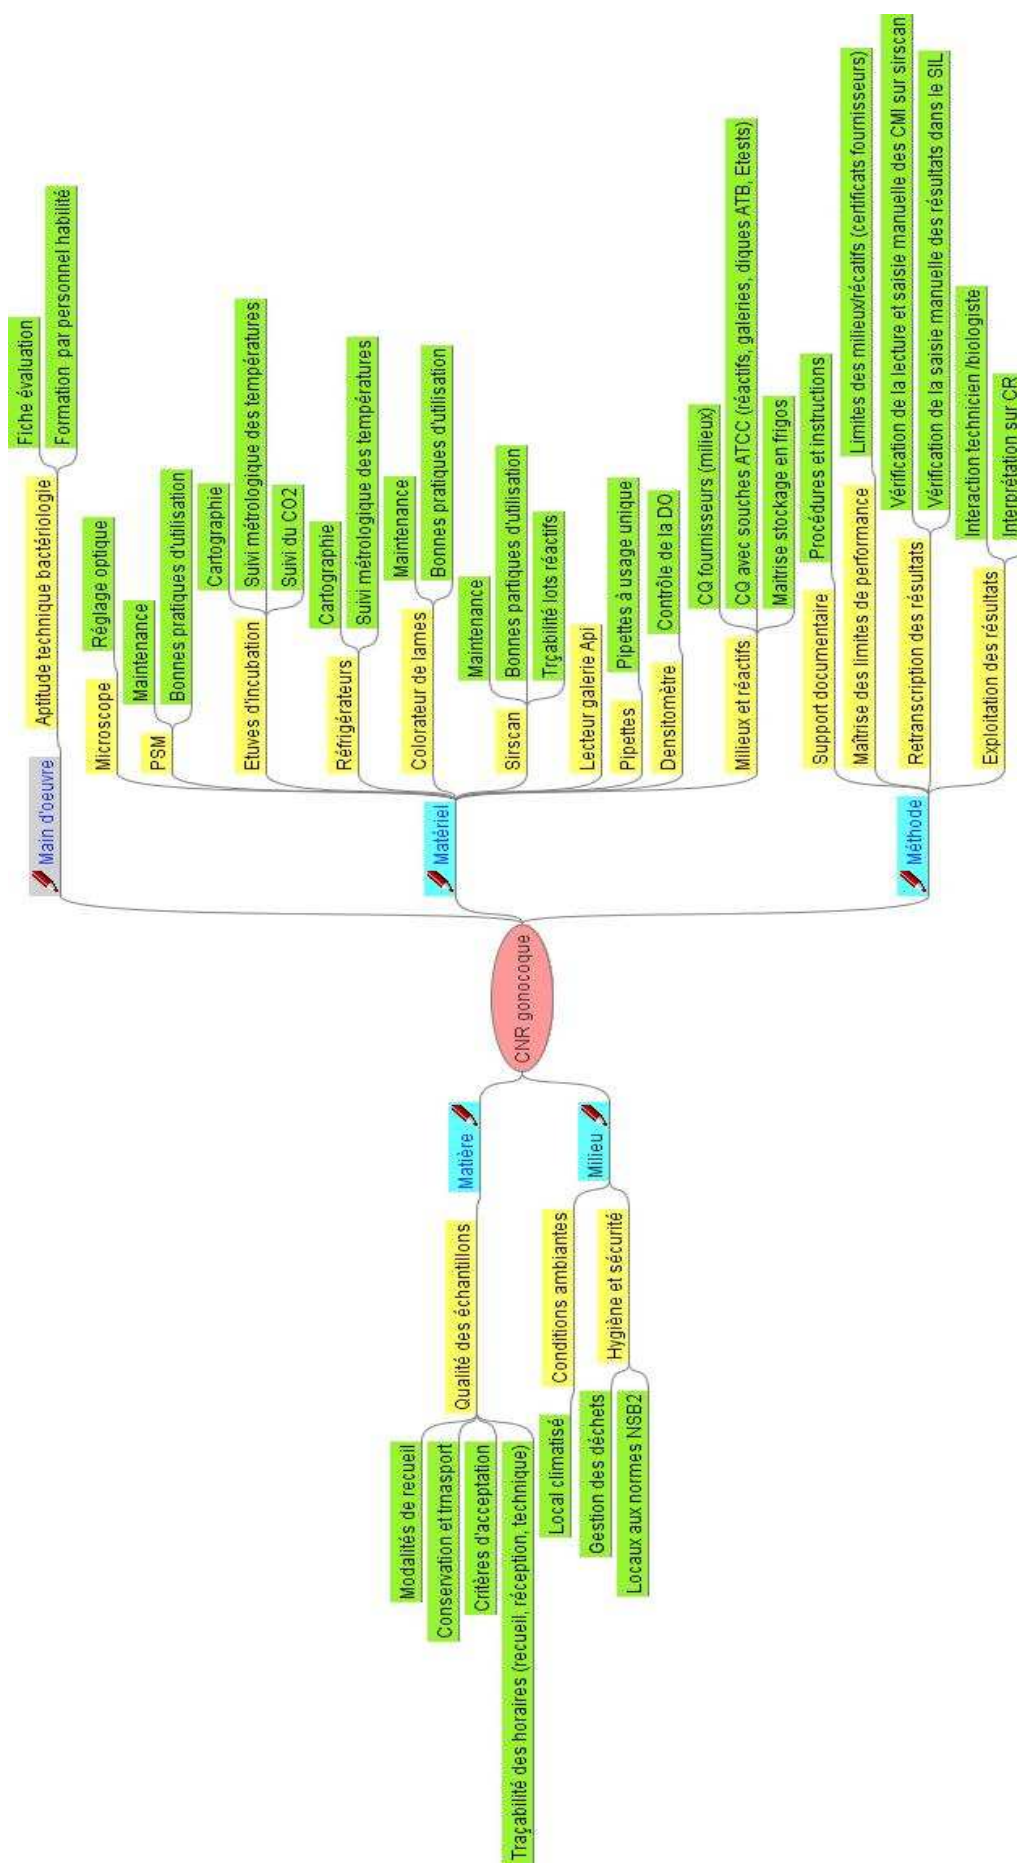 CNR gonocoque
Main d'oeuvre
Aptitude technique bactériologie
Fiche évaluation
Formation par personnel habilité
Matériel
Microscope
Réglage optique
PSM
Maintenance
Bonnes pratiques d'utilisation
Etuves d'incubation
Cartographie
Suivi métrologique des températures
Suivi du CO2
Réfrigérateurs
Cartographie
Suivi métrologique des températures
Colorateur de lames
Maintenance
Bonnes pratiques d'utilisation
Sirscan
Maintenance
Bonnes partiques d'utilisation
Trçabilité lots réactifs
Lecteur galerie Api
Pipettes
Pipettes à usage unique
Densitomètre
Contrôle de la DO
Milieux et réactifs
CQ fournisseurs (milieux)
CQ avec souches ATCC (réactifs, galeries, diques ATB, Etests)
Maîtrise stockage en frigos
Méthode
Support documentaire
Procédures et instructions
Maîtrise des limites de performance
Limites des milieux/récatifs (certificats fournisseurs)
Retranscription des résultats
Vérification de la lecture et saisie manuelle des CMI sur sirscan
Vérification de la saisie manuelle des résultats dans le SIL
Exploitation des résultats
Interaction technicien /biologiste
Interprétation sur CR
Matière
Qualité des échantillons
Modalités de recueil
Conservation et trnasport
Critères d'acceptation
Traçabilité des horaires (recueil, réception, technique)
Milieu
Conditions ambiantes
Local climatisé
Hygiène et sécurité
Gestion des déchets
Locaux aux normes NSB2